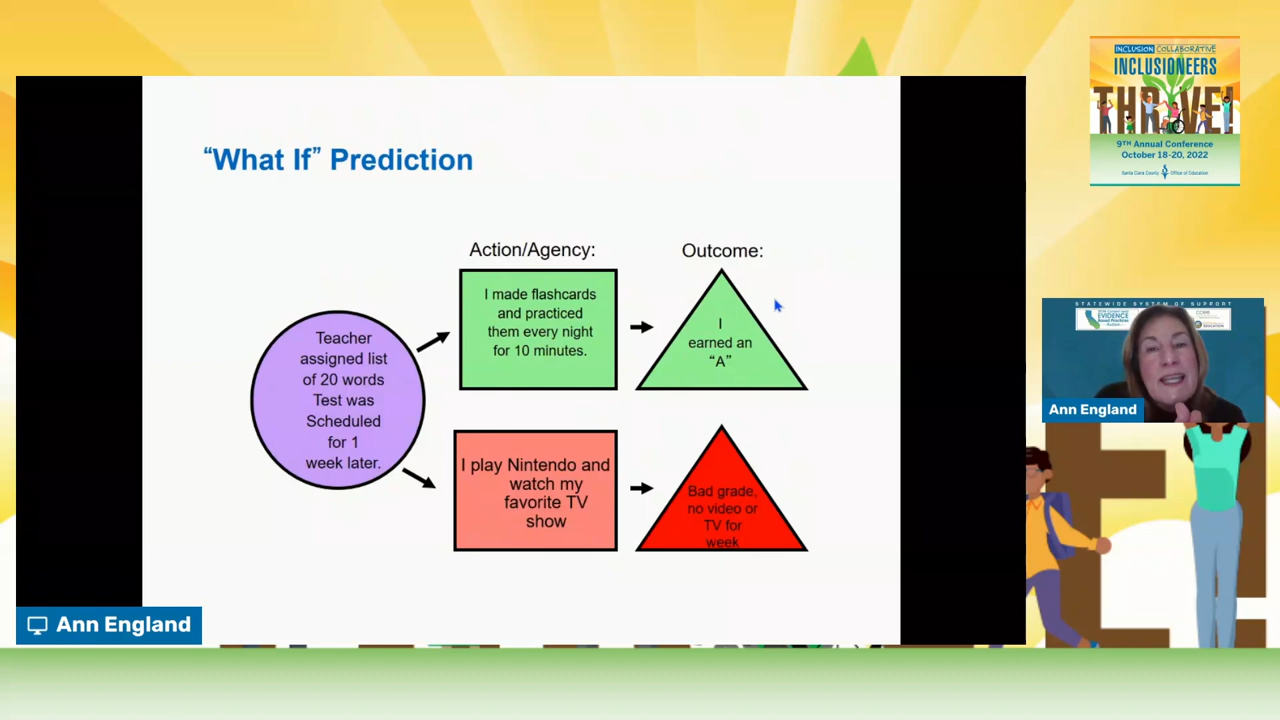 INCLUSION COLLABORATIVE
INCLUSIONEERS
THRIVE!
9TH Annual Conference
October 18-20, 2022
Santa Clara County Office of Education
“What If” Prediction
Action/Agency:
Outcome:
Teacher
assigned list
of 20 words
Test was
Scheduled
for 1
week later.
I made flashcards
and practiced
them every night
for 10 minutes.
I
earned an
“A”
I play Nintendo and
watch my
favorite TV
show
Bad grade,
no video or
TV for
week
STATEWIDE SYSTEM OF SUPPORT
EVIDENCE
Ann England
Ann England